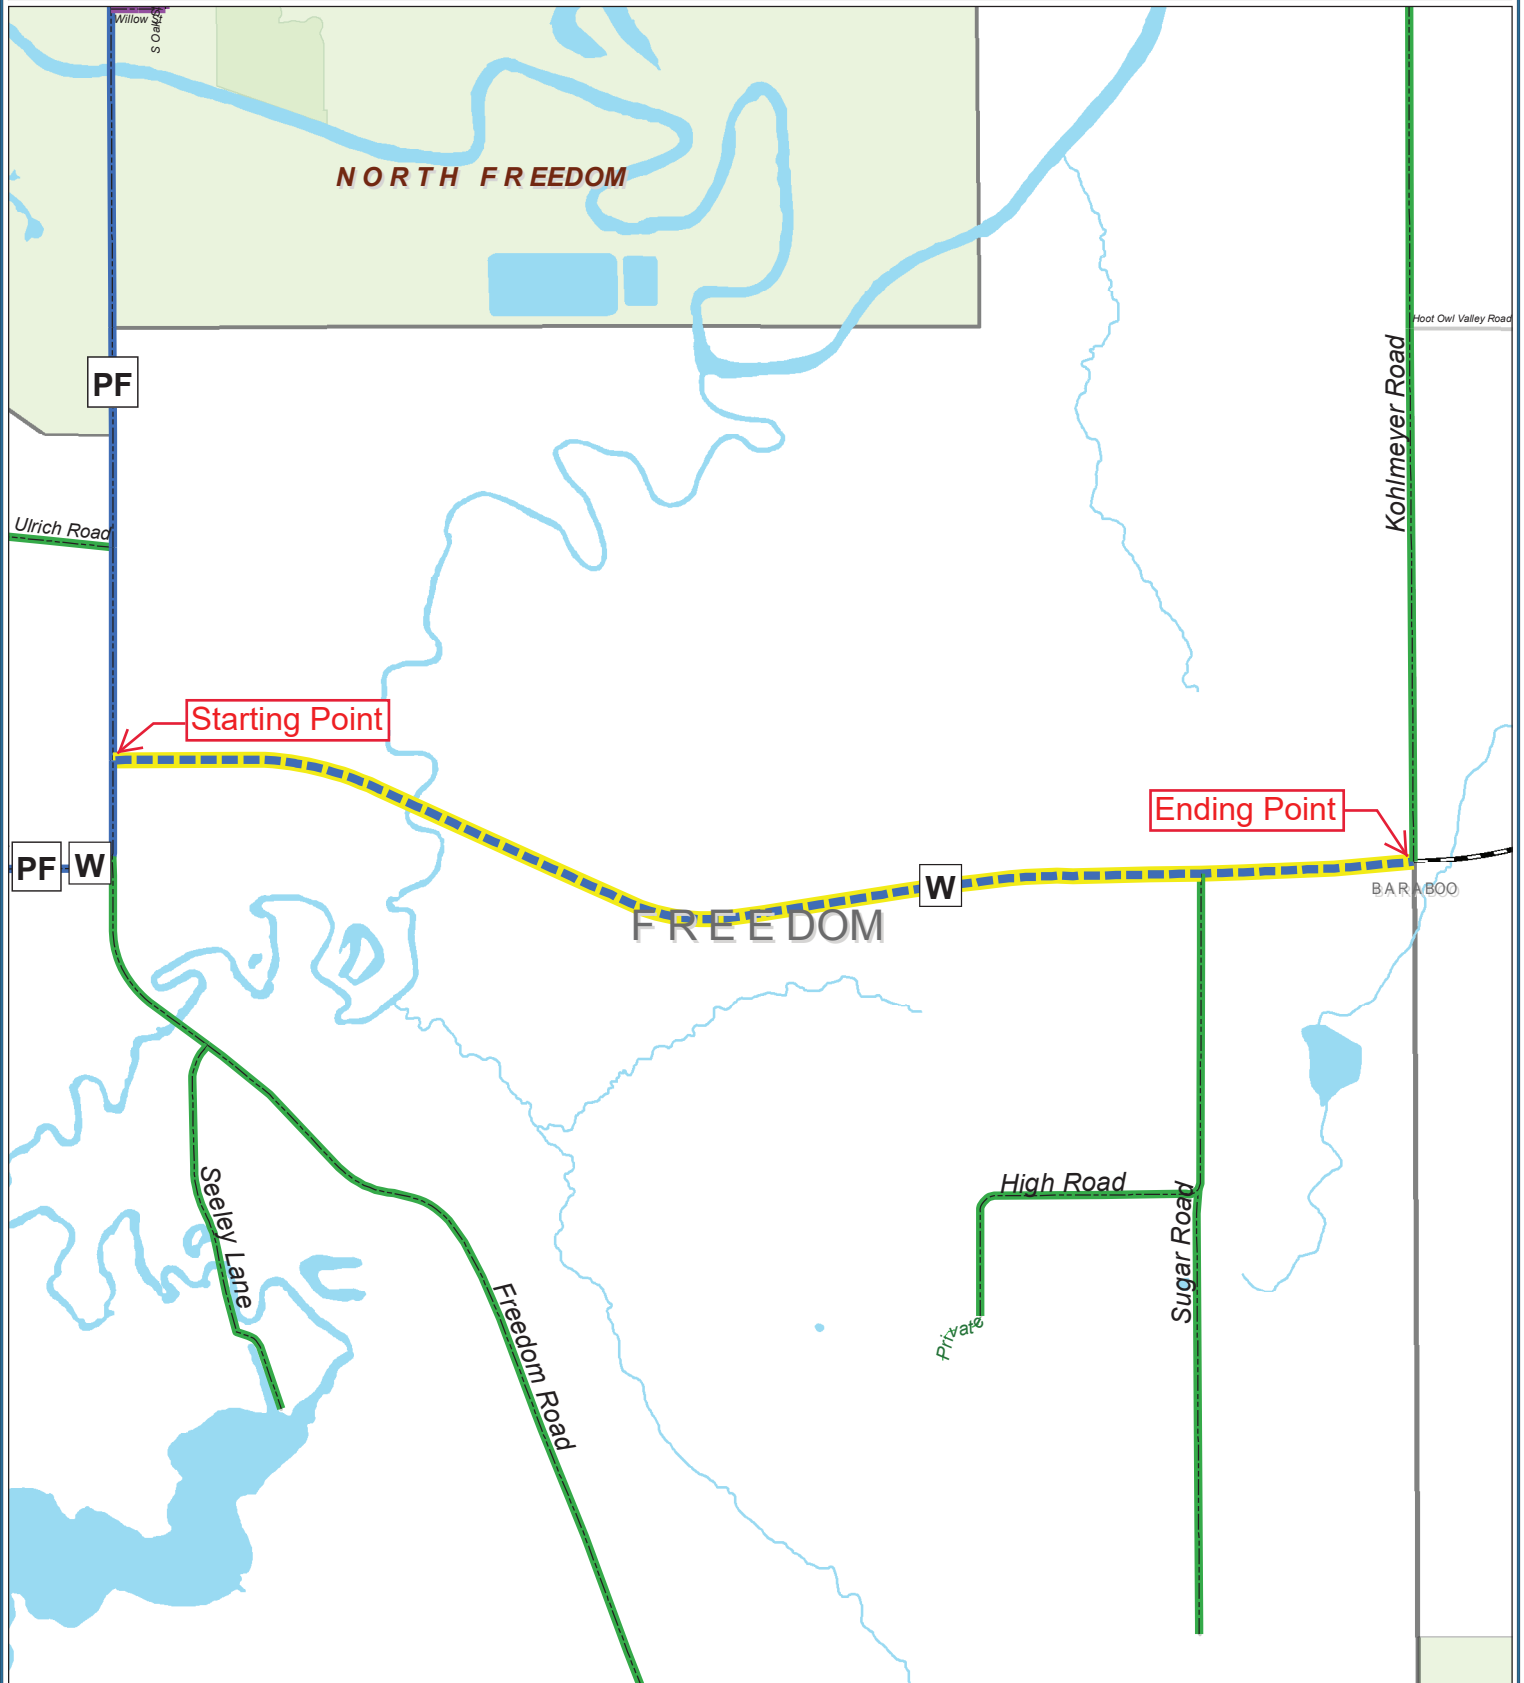 Willow St
S Oak St
NORTH FREEDOM
Hoot Owl Valley Road
PF
Kohlmeyer Road
Ulrich Road
Starting Point
Ending Point
PF
W
W
BARABOO
FREEDOM
High Road
Seeley Lane
Sugar Road
Freedom Road
Private